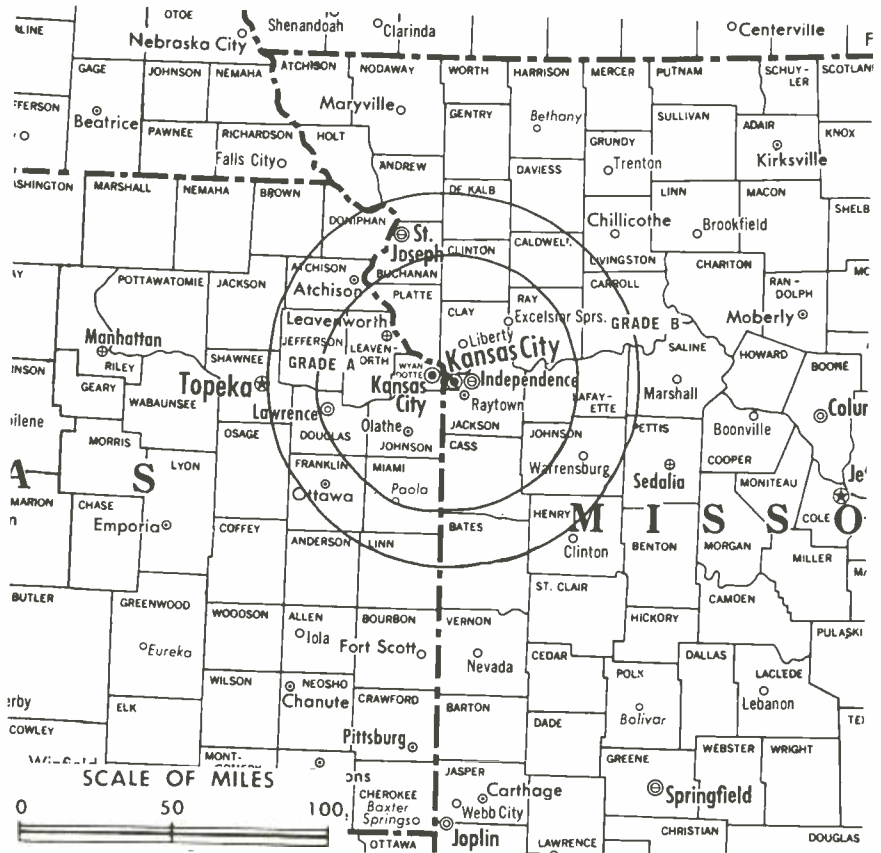 OTOE
Shenandoah
Clarinda
Centerville
Nebraska City
GAGE
JOHNSON
NEMAHA
ATCHISON
NODAWAY
WORTH
HARRISON
MERCER
PUTNAM
SCHUY-
LER
Maryville
Beatrice
GENTRY
Bethany
SULLIVAN
ADAIR
KNOX
PAWNEE
RICHARDSON
HOLT
GRUNDY
Kirksville
Falls City
ANDREW
DAVIESS
Trenton
MARSHALL
NEMAHA
BROWN
DE KALB
LINN
MACON
DONIPHAN
St.
Joseph
Chillicothe
Brookfield
CLINTON
CALDWELL
LIVINGSTON
CHARITON
POTTAWATOMIE
JACKSON
ATCHISON
Atchison
BUCHANAN
PLATTE
CARROLL
RAN-
DOLPH
Moberly
Leavenworth
CLAY
RAY
Excelsior Sprs.
GRADE B
Manhattan
JEFFERSON
LEAVEN-
WORTH
Liberty
SALINE
HOWARD
BOONE
RILEY
SHAWNEE
GRADE A
WYAN
DOTTE
Kansas City
Topeka
Kansas
City
Independence
Marshall
GEARY
WABAUNSEE
Lawrence
Raytown
LAFAY-
ETTE
Boonville
Olathe
JACKSON
MORRIS
OSAGE
DOUGLAS
JOHNSON
CASS
JOHNSON
PETTIS
COOPER
LYON
FRANKLIN
MIAMI
Warrensburg
Sedalia
MONITEAU
A S
Ottawa
Paola
MARION
CHASE
Emporia
COFFEY
BATES
HENRY
M I S S O
COLE
ANDERSON
LINN
Clinton
BENTON
MORGAN
MILLER
BUTLER
GREENWOOD
ST. CLAIR
CAMDEN
WOODSON
ALLEN
BOURBON
VERNON
HICKORY
PULASKI
Iola
Fort Scott
Eureka
Nevada
CEDAR
DALLAS
LACLEDE
WILSON
NEOSHO
POLK
Chanute
CRAWFORD
BARTON
Bolivar
Lebanon
ELK
DADE
COWLEY
Pittsburg
WEBSTER
WRIGHT
MONT-
GREENE
SCALE OF MILES
JASPER
Carthage
Springfield
0 50 100
CHEROKEE
Baxter
Springs
Webb City
Joplin
CHRISTIAN
DOUGLAS
OTTAWA
LAWRENCE